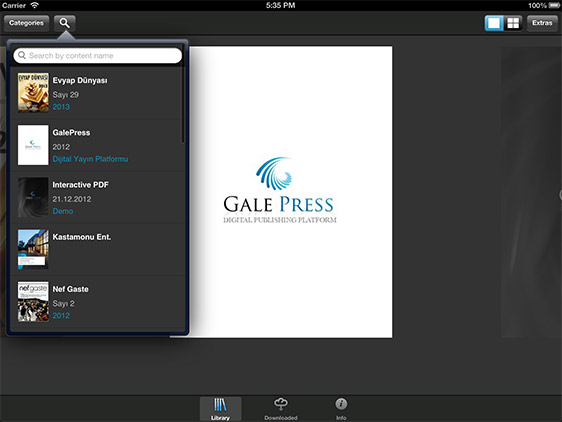 Carrier
5:35 PM
Categories
Extras
Search by content name
Evyap Dünyası
Sayı 29
2013
GalePress
2012
Dijital Yayın Platformu
Interactive PDF
21.12.2012
Demo
Kastamonu Ent.
nef gaste
Nef Gaste
Sayı 2
2012
GALE PRESS
DIGITAL PUBLISHING PLATFORM
Library
Downloaded
Info